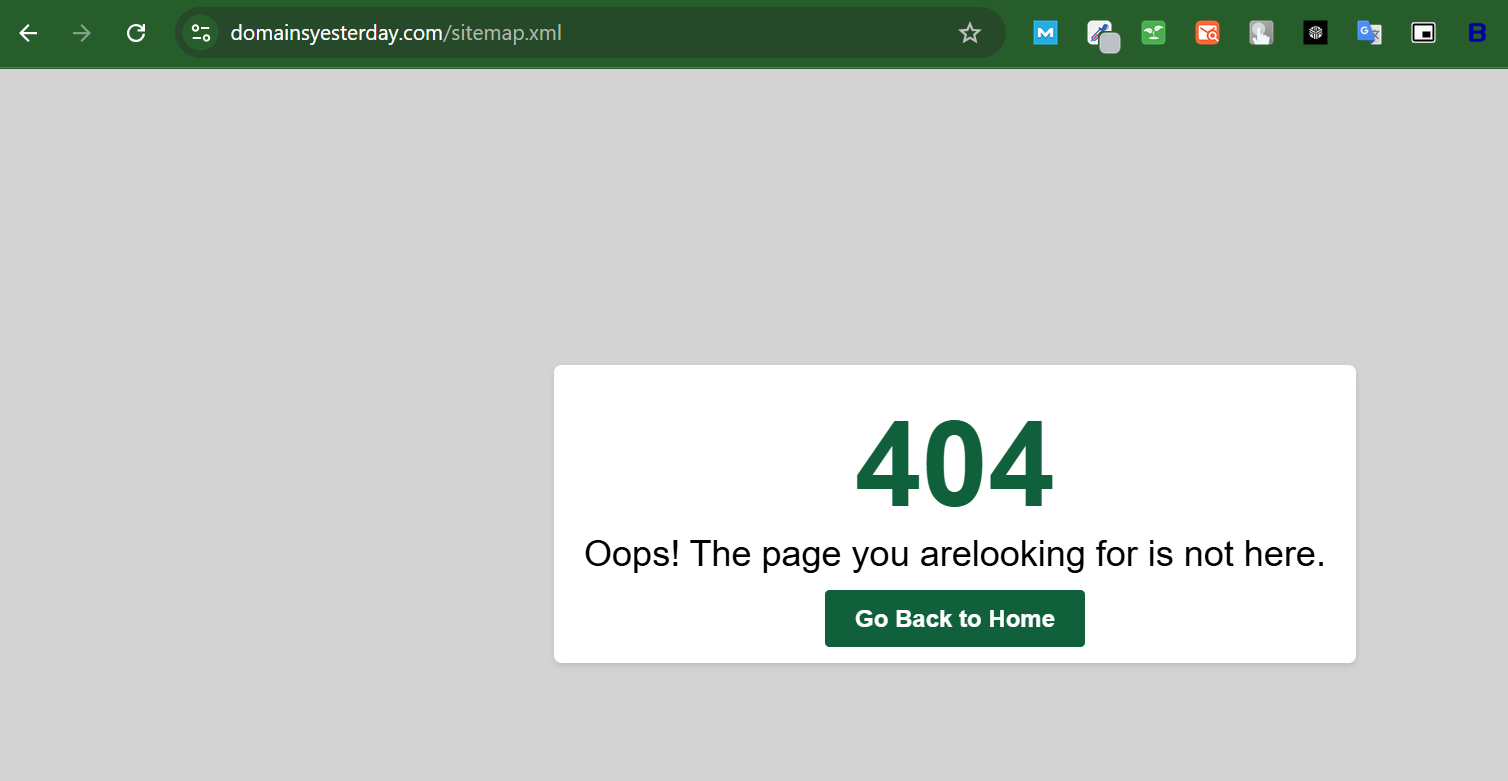 domainsyesterday.com/sitemap.xml
404
Oops! The page you arelooking for is not here.
Go Back to Home